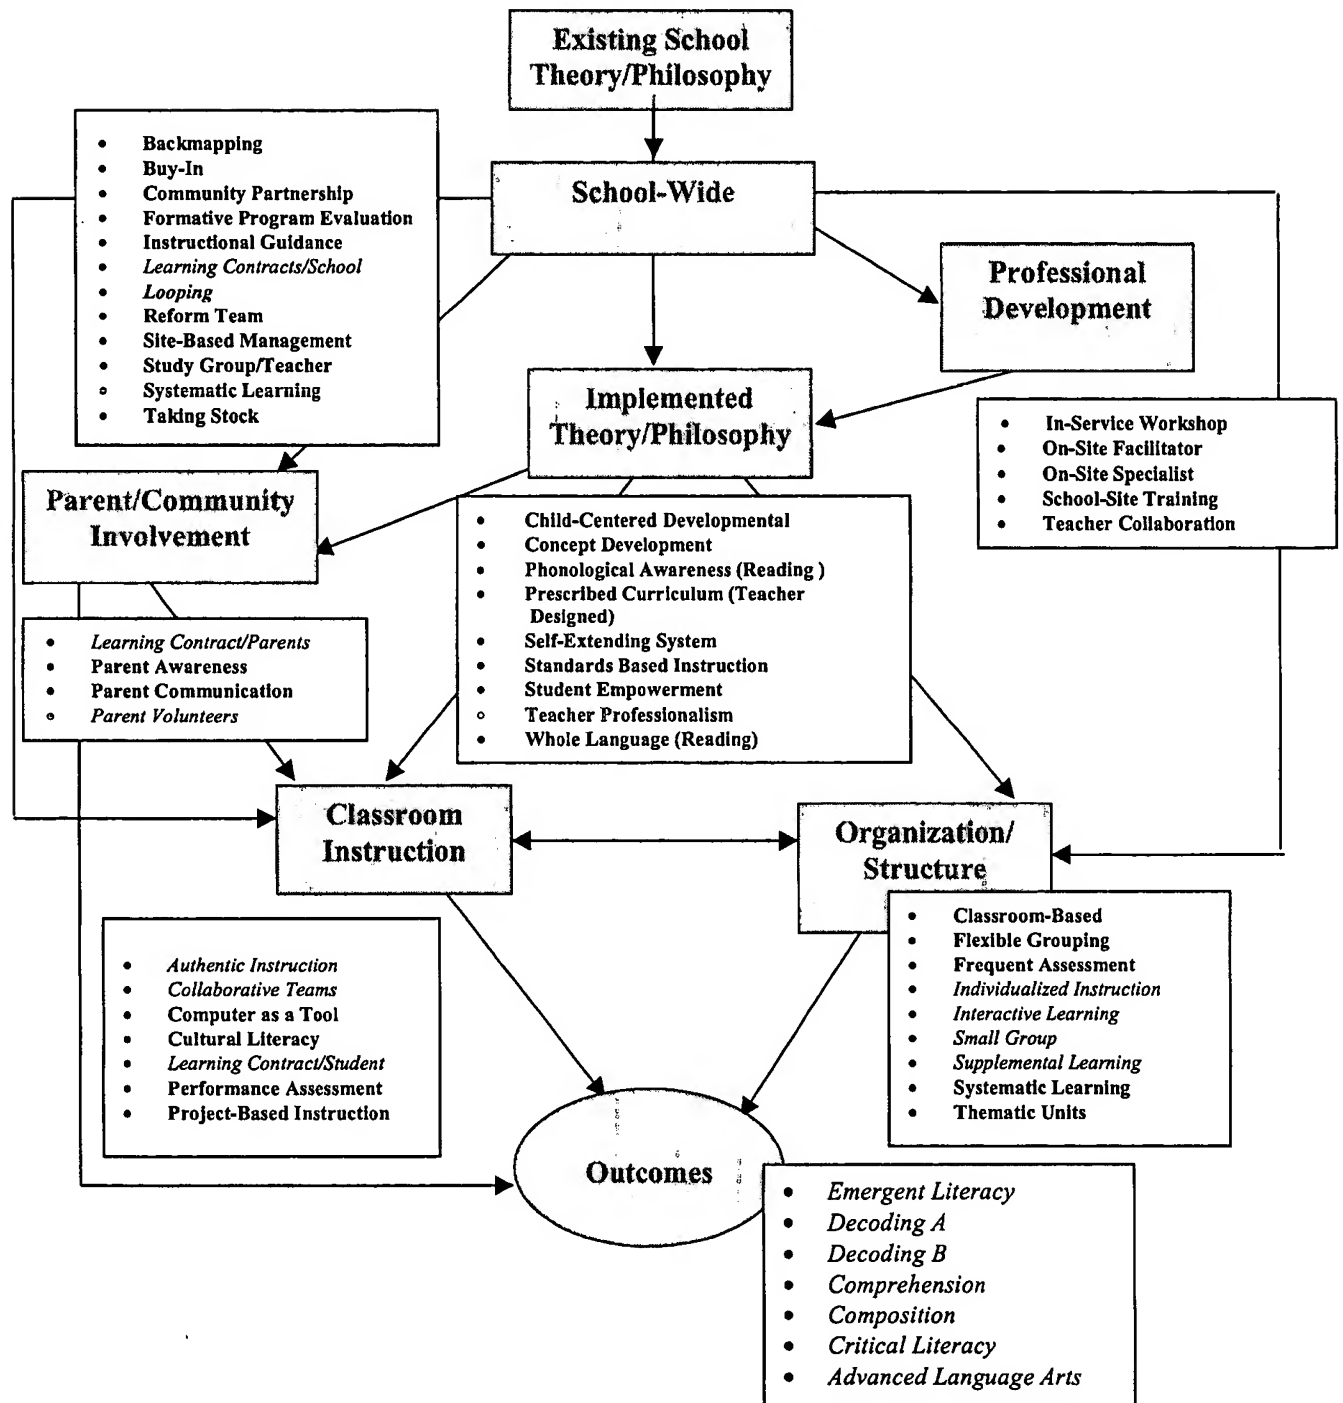 Existing School
Theory/Philosophy
School-Wide
• Backmapping
• Buy-In
• Community Partnership
• Formative Program Evaluation
• Instructional Guidance
• Learning Contracts/School
• Looping
• Reform Team
• Site-Based Management
• Study Group/Teacher
• Systematic Learning
• Taking Stock
Professional
Development
• In-Service Workshop
• On-Site Facilitator
• On-Site Specialist
• School-Site Training
• Teacher Collaboration
Implemented
Theory/Philosophy
• Child-Centered Developmental
• Concept Development
• Phonological Awareness (Reading )
• Prescribed Curriculum (Teacher
Designed)
• Self-Extending System
• Standards Based Instruction
• Student Empowerment
○ Teacher Professionalism
• Whole Language (Reading)
Parent/Community
Involvement
• Learning Contract/Parents
• Parent Awareness
• Parent Communication
• Parent Volunteers
Classroom
Instruction
• Authentic Instruction
• Collaborative Teams
• Computer as a Tool
• Cultural Literacy
• Learning Contract/Student
• Performance Assessment
• Project-Based Instruction
Organization/
Structure
• Classroom-Based
• Flexible Grouping
• Frequent Assessment
• Individualized Instruction
• Interactive Learning
• Small Group
• Supplemental Learning
• Systematic Learning
• Thematic Units
Outcomes
• Emergent Literacy
• Decoding A
• Decoding B
• Comprehension
• Composition
• Critical Literacy
• Advanced Language Arts